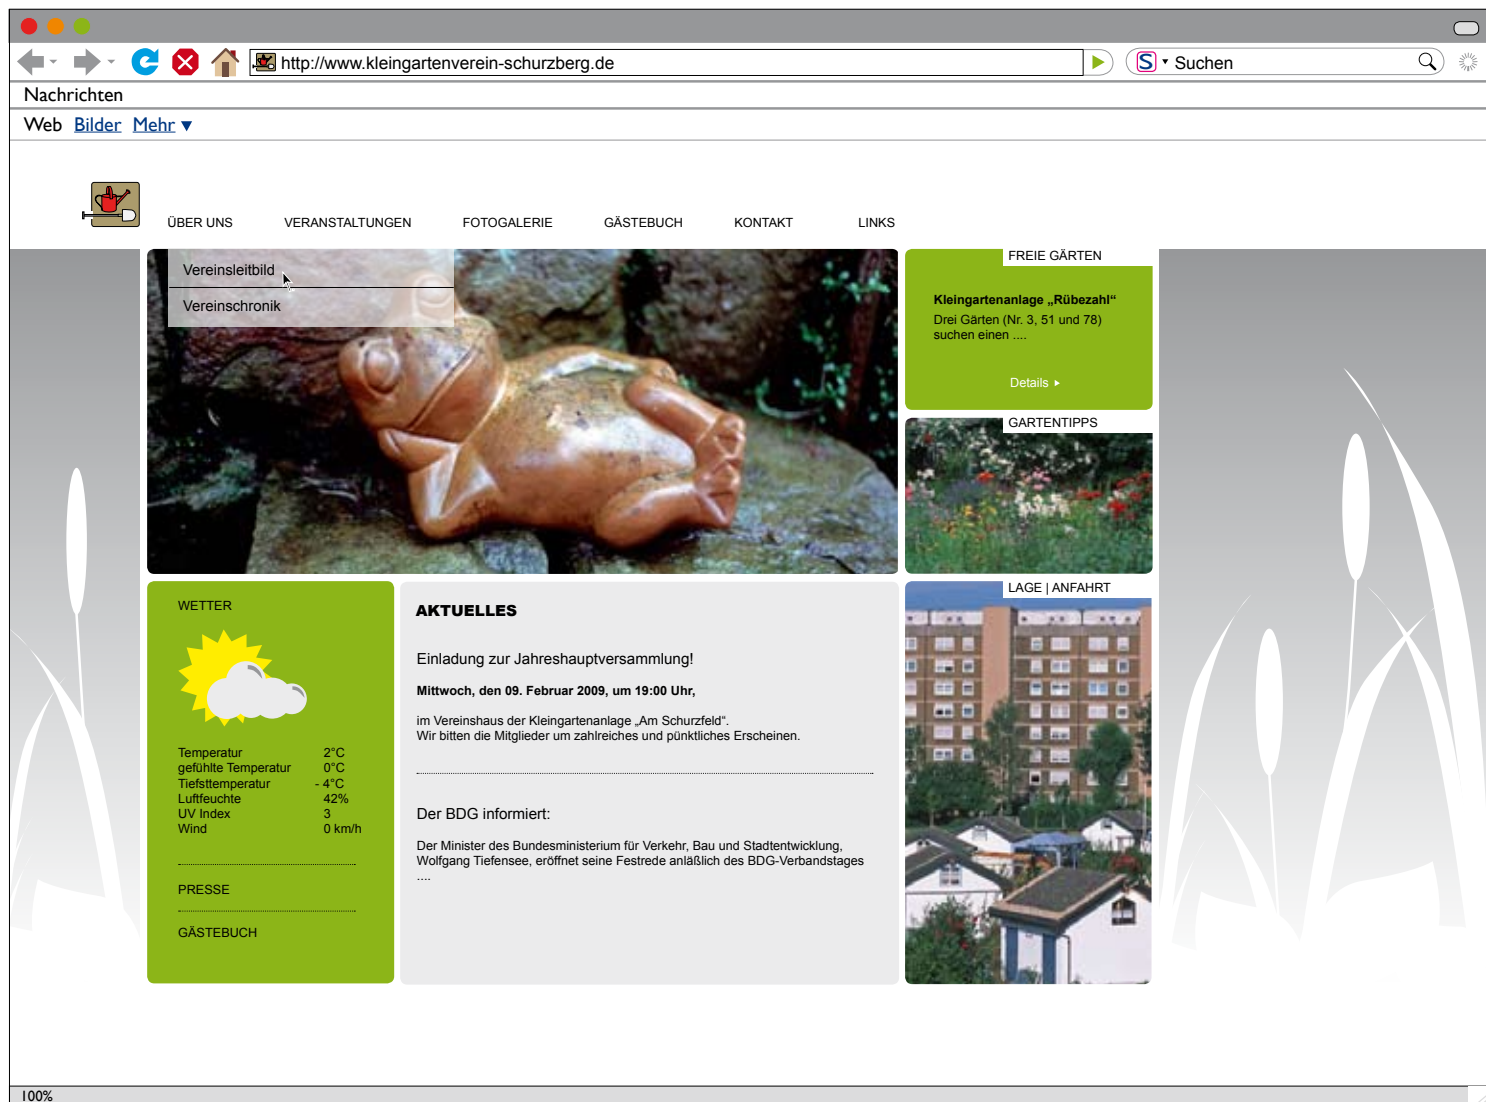 http://www.kleingartenverein-schurzberg.de
Suchen
Nachrichten
Web Bilder Mehr ▼
ÜBER UNS VERANSTALTUNGEN FOTOGALERIE GÄSTEBUCH KONTAKT LINKS
Vereinsleitbild
Vereinschronik
FREIE GÄRTEN
Kleingartenanlage „Rübezahl“
Drei Gärten (Nr. 3, 51 und 78)
suchen einen ....
Details
GARTENTIPPS
LAGE | ANFAHRT
WETTER
Temperatur 2°C
gefühlte Temperatur 0°C
Tiefsttemperatur - 4°C
Luftfeuchte 42%
UV Index 3
Wind 0 km/h
PRESSE
GÄSTEBUCH
AKTUELLES
Einladung zur Jahreshauptversammlung!
Mittwoch, den 09. Februar 2009, um 19:00 Uhr,
im Vereinshaus der Kleingartenanlage „Am Schurzfeld“.
Wir bitten die Mitglieder um zahlreiches und pünktliches Erscheinen.
Der BDG informiert:
Der Minister des Bundesministerium für Verkehr, Bau und Stadtentwicklung,
Wolfgang Tiefensee, eröffnet seine Festrede anläßlich des BDG-Verbandstages
....
100%